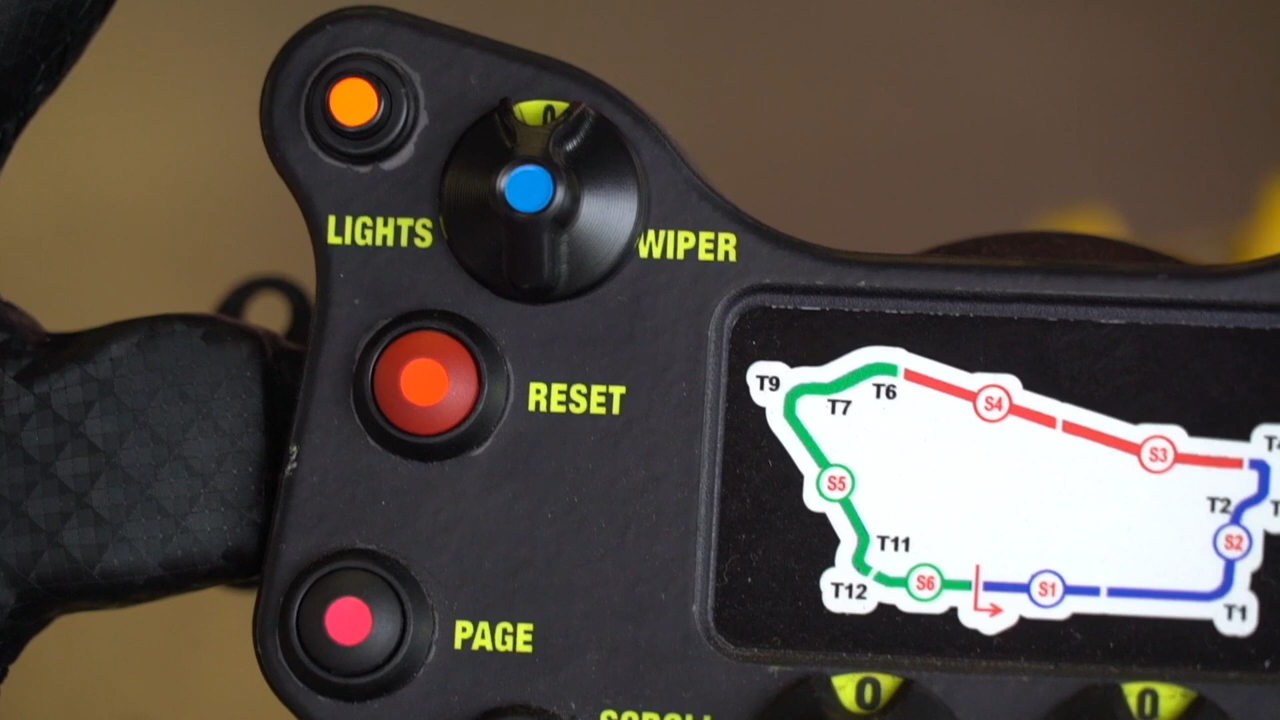 0
LIGHTS
WIPER
RESET
T9
T7
T6
S4
S3
S5
T2
S2
T11
T12
S6
S1
T1
PAGE
0
0